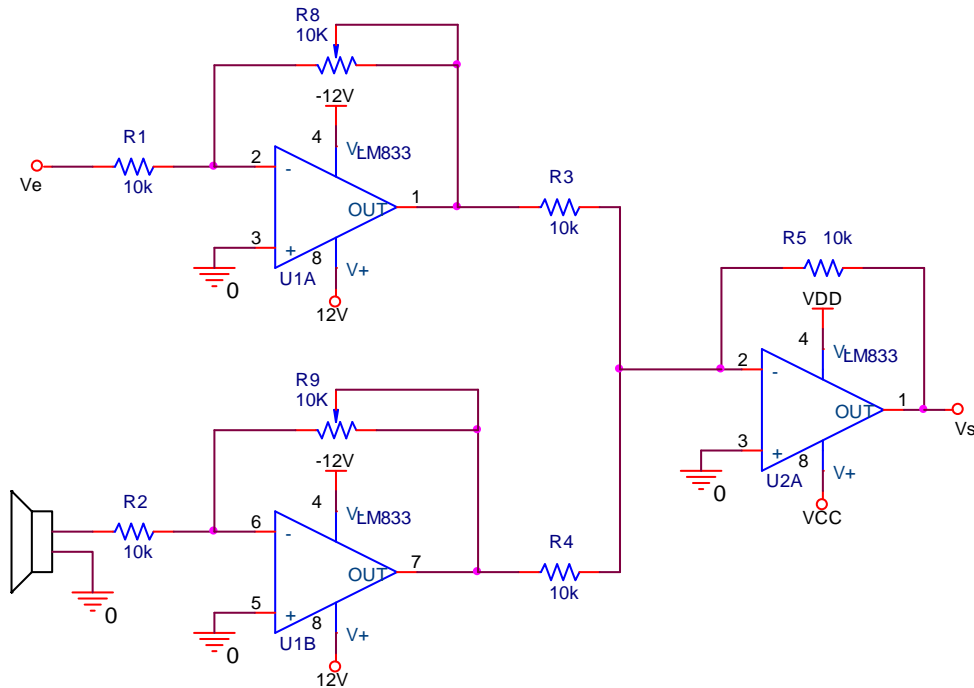 R8
10K
-12V
R1
4
V-
LM833
2
-
Ve
10k
1
OUT
R3
10k
3
+
8
V+
U1A
0
12V
R5 10k
VDD
4
V-
LM833
2
-
OUT
1
Vs
3
+
8
V+
U2A
0
VCC
R9
10K
-12V
4
V-
LM833
R2
10k
6
-
7
OUT
R4
10k
5
+
8
V+
U1B
0
0
12V